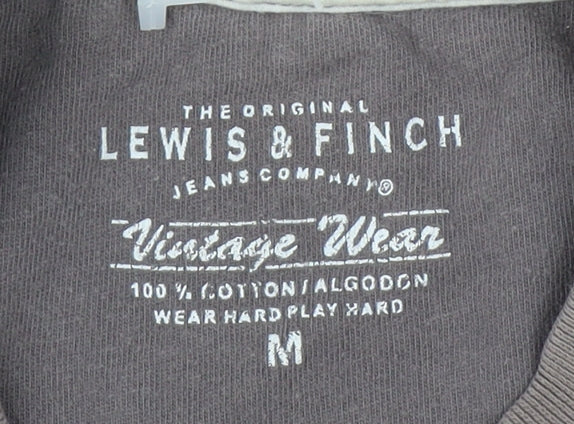 THE ORIGINAL
LEWIS & FINCH
JEANS COMPANY®
Vintage Wear
100 % COTTON/ALGODON
WEAR HARD PLAY HARD
M